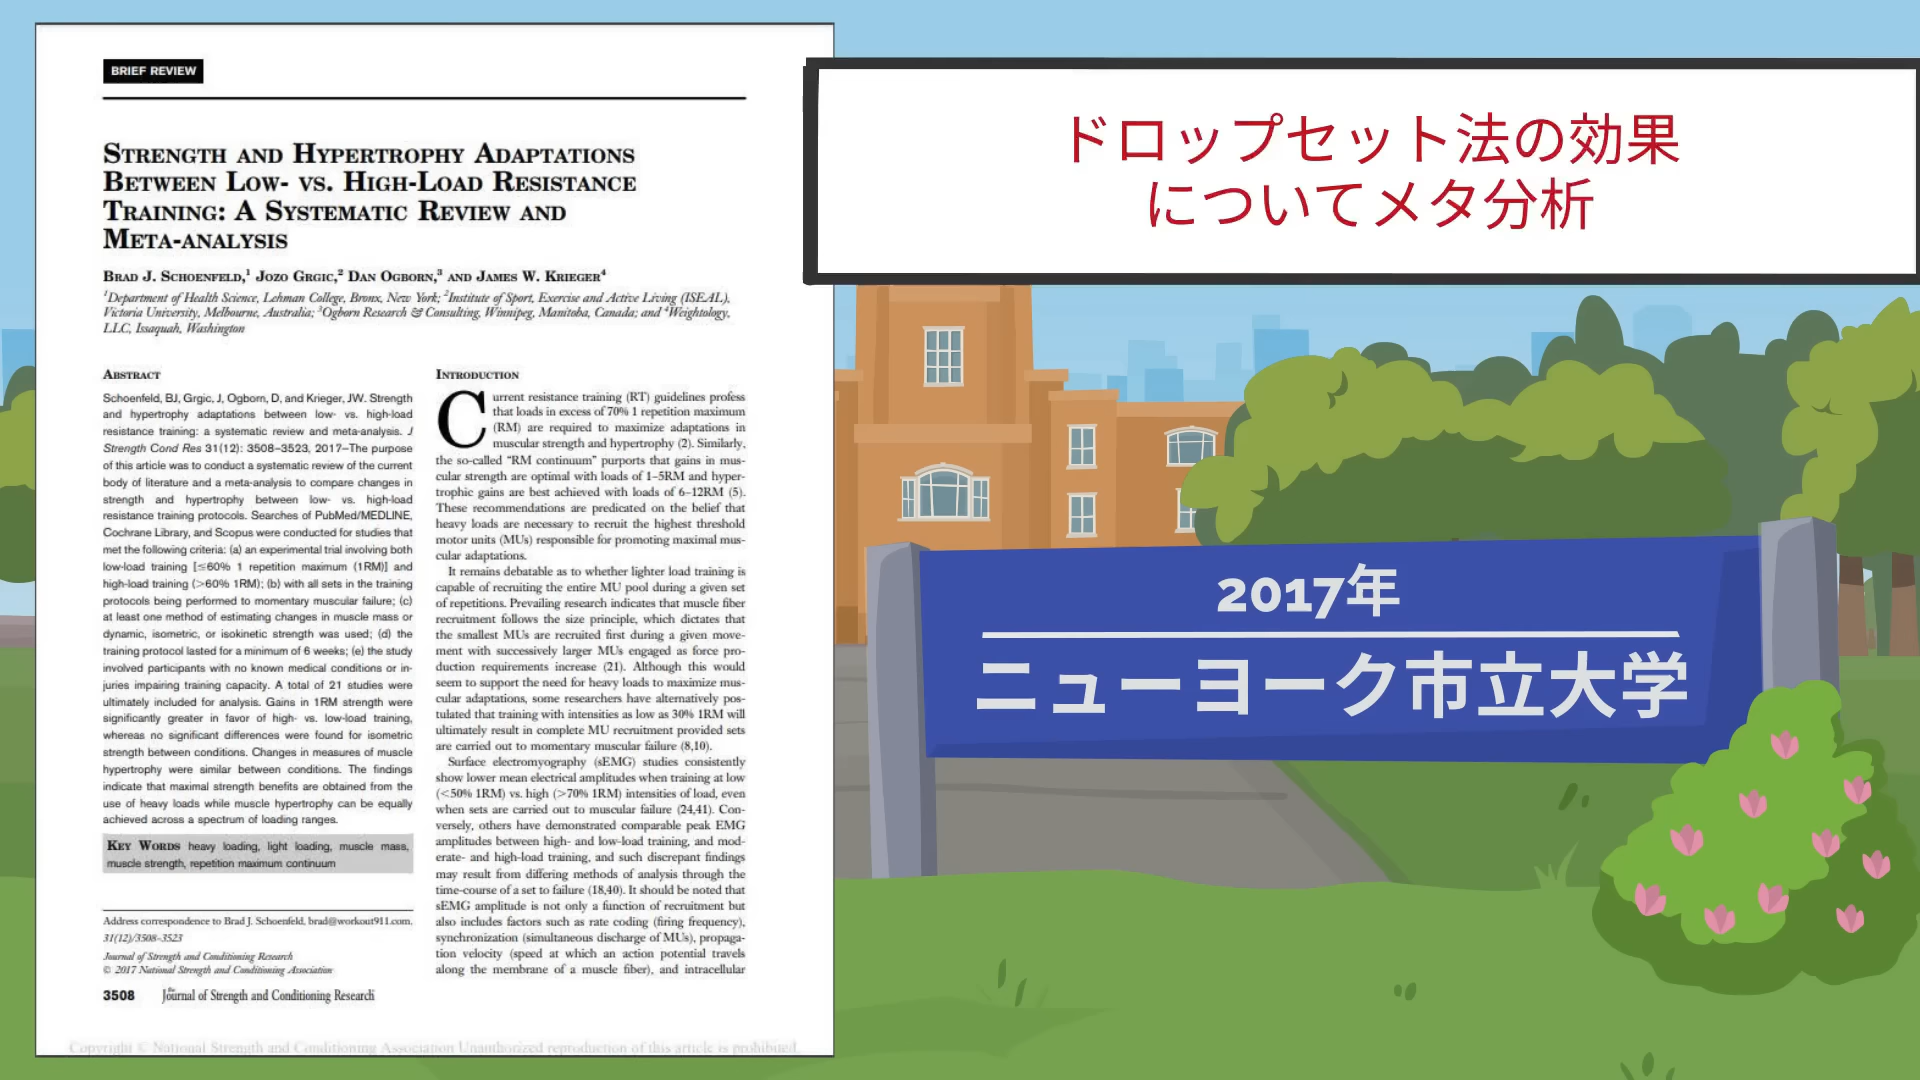 BRIEF REVIEW
STRENGTH AND HYPERTROPHY ADAPTATIONS
BETWEEN LOW- VS. HIGH-LOAD RESISTANCE
TRAINING: A SYSTEMATIC REVIEW AND
META-ANALYSIS
BRAD J. SCHOENFELD,1 JOZO GRGIC,2 DAN OGBORN,3 AND JAMES W. KRIEGER4
1Department of Health Science, Lehman College, Bronx, New York; 2Institute of Sport, Exercise and Active Living (ISEAL),
Victoria University, Melbourne, Australia; 3Ogborn Research & Consulting, Winnipeg, Manitoba, Canada; and 4Weightology,
LLC, Issaquah, Washington
ABSTRACT
Schoenfeld, BJ, Grgic, J, Ogborn, D, and Krieger, JW. Strength
and hypertrophy adaptations between low- vs. high-load
resistance training: a systematic review and meta-analysis. J
Strength Cond Res 31(12): 3508–3523, 2017—The purpose
of this article was to conduct a systematic review of the current
body of literature and a meta-analysis to compare changes in
strength and hypertrophy between low- vs. high-load
resistance training protocols. Searches of PubMed/MEDLINE,
Cochrane Library, and Scopus were conducted for studies that
met the following criteria: (a) an experimental trial involving both
low-load training [≤60% 1 repetition maximum (1RM)] and
high-load training (>60% 1RM); (b) with all sets in the training
protocols being performed to momentary muscular failure; (c)
at least one method of estimating changes in muscle mass or
dynamic, isometric, or isokinetic strength was used; (d) the
training protocol lasted for a minimum of 6 weeks; (e) the study
involved participants with no known medical conditions or in-
juries impairing training capacity. A total of 21 studies were
ultimately included for analysis. Gains in 1RM strength were
significantly greater in favor of high- vs. low-load training,
whereas no significant differences were found for isometric
strength between conditions. Changes in measures of muscle
hypertrophy were similar between conditions. The findings
indicate that maximal strength benefits are obtained from the
use of heavy loads while muscle hypertrophy can be equally
achieved across a spectrum of loading ranges.
KEY WORDS heavy loading, light loading, muscle mass,
muscle strength, repetition maximum continuum
Address correspondence to Brad J. Schoenfeld, brad@workout911.com.
31(12)/3508–3523
Journal of Strength and Conditioning Research
© 2017 National Strength and Conditioning Association
3508 Journal of Strength and Conditioning Research
the
INTRODUCTION
Current resistance training (RT) guidelines profess
that loads in excess of 70% 1 repetition maximum
(RM) are required to maximize adaptations in
muscular strength and hypertrophy (2). Similarly,
the so-called “RM continuum” purports that gains in mus-
cular strength are optimal with loads of 1–5RM and hyper-
trophic gains are best achieved with loads of 6–12RM (5).
These recommendations are predicated on the belief that
heavy loads are necessary to recruit the highest threshold
motor units (MUs) responsible for promoting maximal mus-
cular adaptations.
It remains debatable as to whether lighter load training is
capable of recruiting the entire MU pool during a given set
of repetitions. Prevailing research indicates that muscle fiber
recruitment follows the size principle, which dictates that
the smallest MUs are recruited first during a given move-
ment with successively larger MUs engaged as force pro-
duction requirements increase (21). Although this would
seem to support the need for heavy loads to maximize mus-
cular adaptations, some researchers have alternatively pos-
tulated that training with intensities as low as 30% 1RM will
ultimately result in complete MU recruitment provided sets
are carried out to momentary muscular failure (8,10).
Surface electromyography (sEMG) studies consistently
show lower mean electrical amplitudes when training at low
(<50% 1RM) vs. high (>70% 1RM) intensities of load, even
when sets are carried out to muscular failure (24,41). Con-
versely, others have demonstrated comparable peak EMG
amplitudes between high- and low-load training, and mod-
erate- and high-load training, and such discrepant findings
may result from differing methods of analysis through the
time-course of a set to failure (18,40). It should be noted that
sEMG amplitude is not only a function of recruitment but
also includes factors such as rate coding (firing frequency),
synchronization (simultaneous discharge of MUs), propaga-
tion velocity (speed at which an action potential travels
along the membrane of a muscle fiber), and intracellular
Copyright © National Strength and Conditioning Association Unauthorized reproduction of this article is prohibited.
ドロップセット法の効果
についてメタ分析
2017年
ニューヨーク市立大学